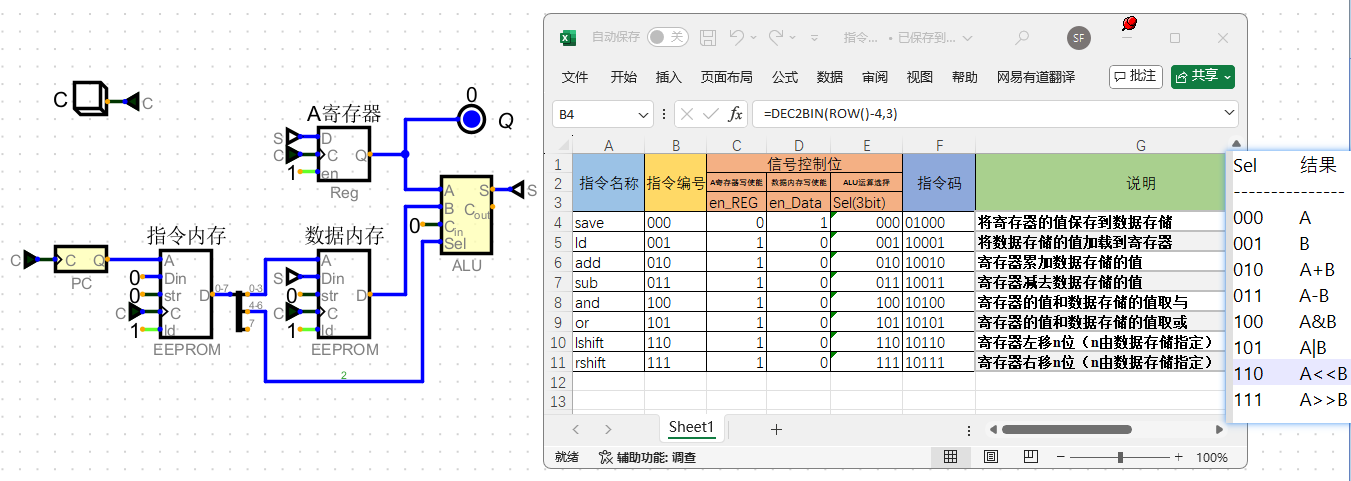 C
C
A寄存器
S
D
C
C
Q
1
en
Reg
0
Q
A
S
S
B
Cout
0
Cin
Sel
ALU
C
C
Q
PC
指令内存
A
0
Din
0
str
D
C
C
1
ld
EEPROM
0-7
0-3
4-6
7
数据内存
A
S
Din
0
str
D
C
C
1
ld
EEPROM
2
自动保存
关
指令... • 已保存到...
SF
文件 开始 插入 页面布局 公式 数据 审阅 视图 帮助 网易有道翻译 批注 共享
B4 fx =DEC2BIN(ROW()-4,3)
A B C D E F G
1 指令名称 指令编号 信号控制位 指令码 说明
2 A寄存器写使能 数据内存写使能 ALU运算选择
3 en_REG en_Data Sel(3bit)
4 save 000 0 1 000 01000 将寄存器的值保存到数据存储
5 ld 001 1 0 001 10001 将数据存储的值加载到寄存器
6 add 010 1 0 010 10010 寄存器累加数据存储的值
7 sub 011 1 0 011 10011 寄存器减去数据存储的值
8 and 100 1 0 100 10100 寄存器的值和数据存储的值取与
9 or 101 1 0 101 10101 寄存器的值和数据存储的值取或
10 lshift 110 1 0 110 10110 寄存器左移n位（n由数据存储指定）
11 rshift 111 1 0 111 10111 寄存器右移n位（n由数据存储指定）
12
13
Sheet1
就绪 辅助功能: 调查 100%
Sel 结果
---------------
000 A
001 B
010 A+B
011 A-B
100 A&B
101 A|B
110 A<<B
111 A>>B